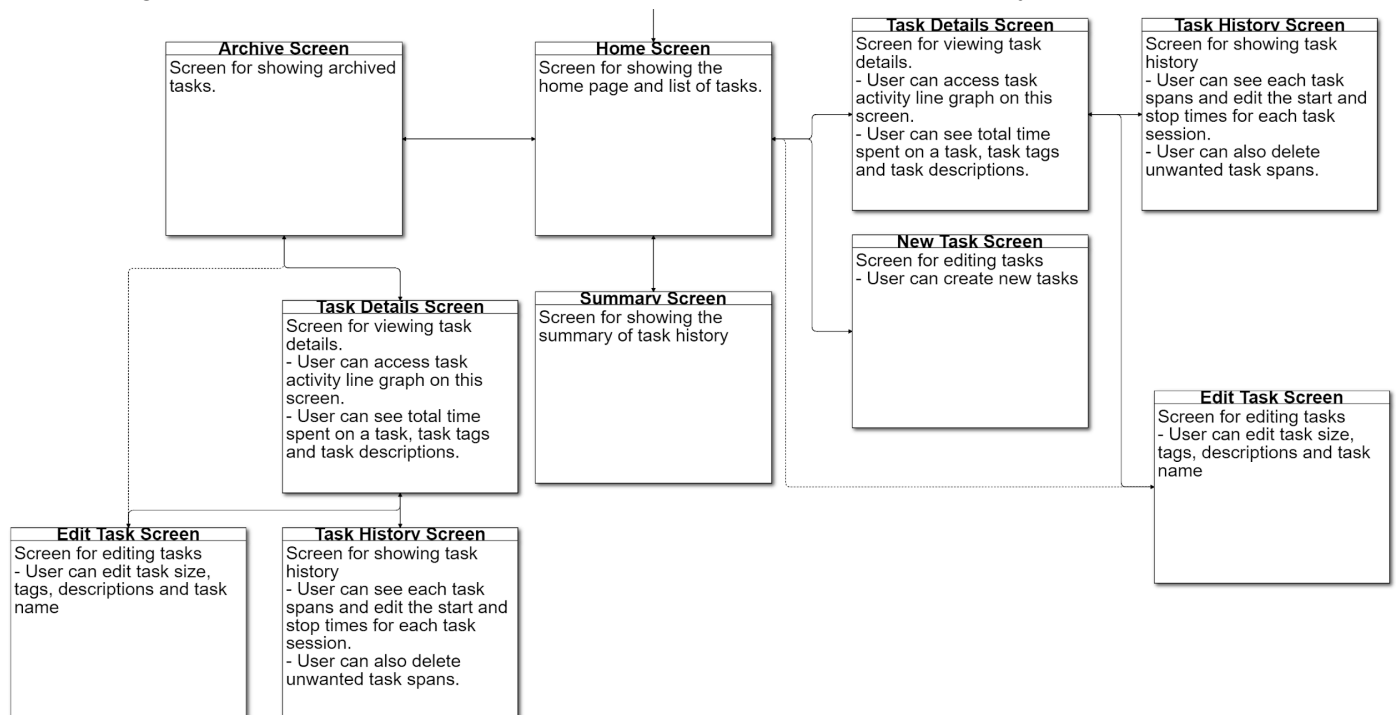 Archive Screen
Screen for showing archived
tasks.
Home Screen
Screen for showing the
home page and list of tasks.
Task Details Screen
Screen for viewing task
details.
- User can access task
activity line graph on this
screen.
- User can see total time
spent on a task, task tags
and task descriptions.
Task History Screen
Screen for showing task
history
- User can see each task
spans and edit the start and
stop times for each task
session.
- User can also delete
unwanted task spans.
New Task Screen
Screen for editing tasks
- User can create new tasks
Task Details Screen
Screen for viewing task
details.
- User can access task
activity line graph on this
screen.
- User can see total time
spent on a task, task tags
and task descriptions.
Summary Screen
Screen for showing the
summary of task history
Edit Task Screen
Screen for editing tasks
- User can edit task size,
tags, descriptions and task
name
Edit Task Screen
Screen for editing tasks
- User can edit task size,
tags, descriptions and task
name
Task History Screen
Screen for showing task
history
- User can see each task
spans and edit the start and
stop times for each task
session.
- User can also delete
unwanted task spans.